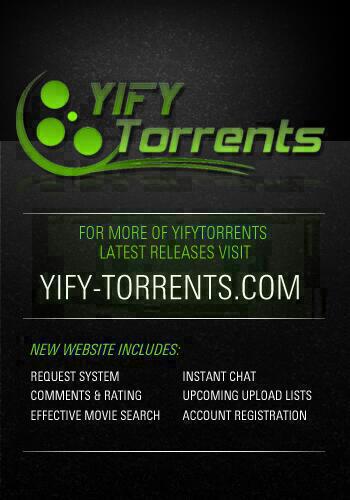 YIFY
Torrents
FOR MORE OF YIFYTORRENTS
LATEST RELEASES VISIT
YIFY-TORRENTS.COM
NEW WEBSITE INCLUDES:
REQUEST SYSTEM
COMMENTS & RATING
EFFECTIVE MOVIE SEARCH
INSTANT CHAT
UPCOMING UPLOAD LISTS
ACCOUNT REGISTRATION